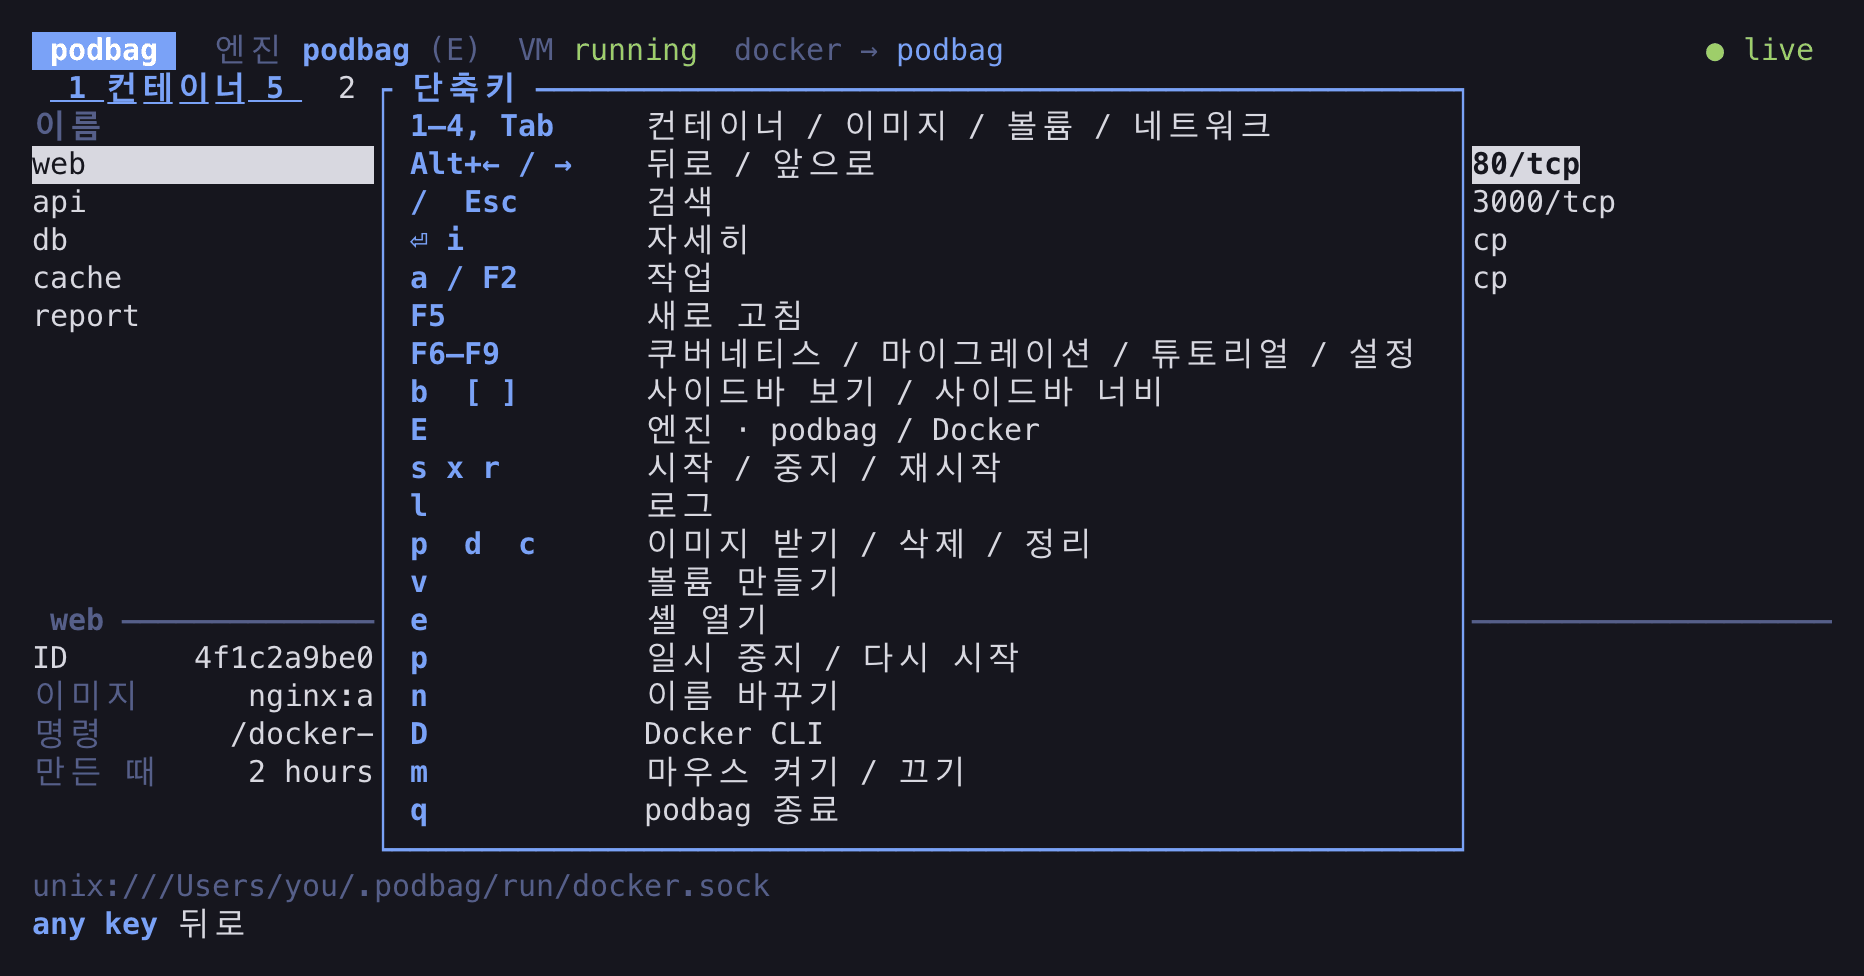 podbag 엔진 podbag (E) VM running docker → podbag ● live
1 컨테이너 5 2 단축키
이름 1–4, Tab 컨테이너 / 이미지 / 볼륨 / 네트워크
web Alt+← / → 뒤로 / 앞으로 80/tcp
api / Esc 검색 3000/tcp
db ⏎ i 자세히 cp
cache a / F2 작업 cp
report F5 새로 고침
F6–F9 쿠버네티스 / 마이그레이션 / 튜토리얼 / 설정
b [ ] 사이드바 보기 / 사이드바 너비
E 엔진 · podbag / Docker
s x r 시작 / 중지 / 재시작
l 로그
p d c 이미지 받기 / 삭제 / 정리
v 볼륨 만들기
web e 셸 열기
ID 4f1c2a9be0 p 일시 중지 / 다시 시작
이미지 nginx:a n 이름 바꾸기
명령 /docker− D Docker CLI
만든 때 2 hours m 마우스 켜기 / 끄기
q podbag 종료
unix:///Users/you/.podbag/run/docker.sock
any key 뒤로